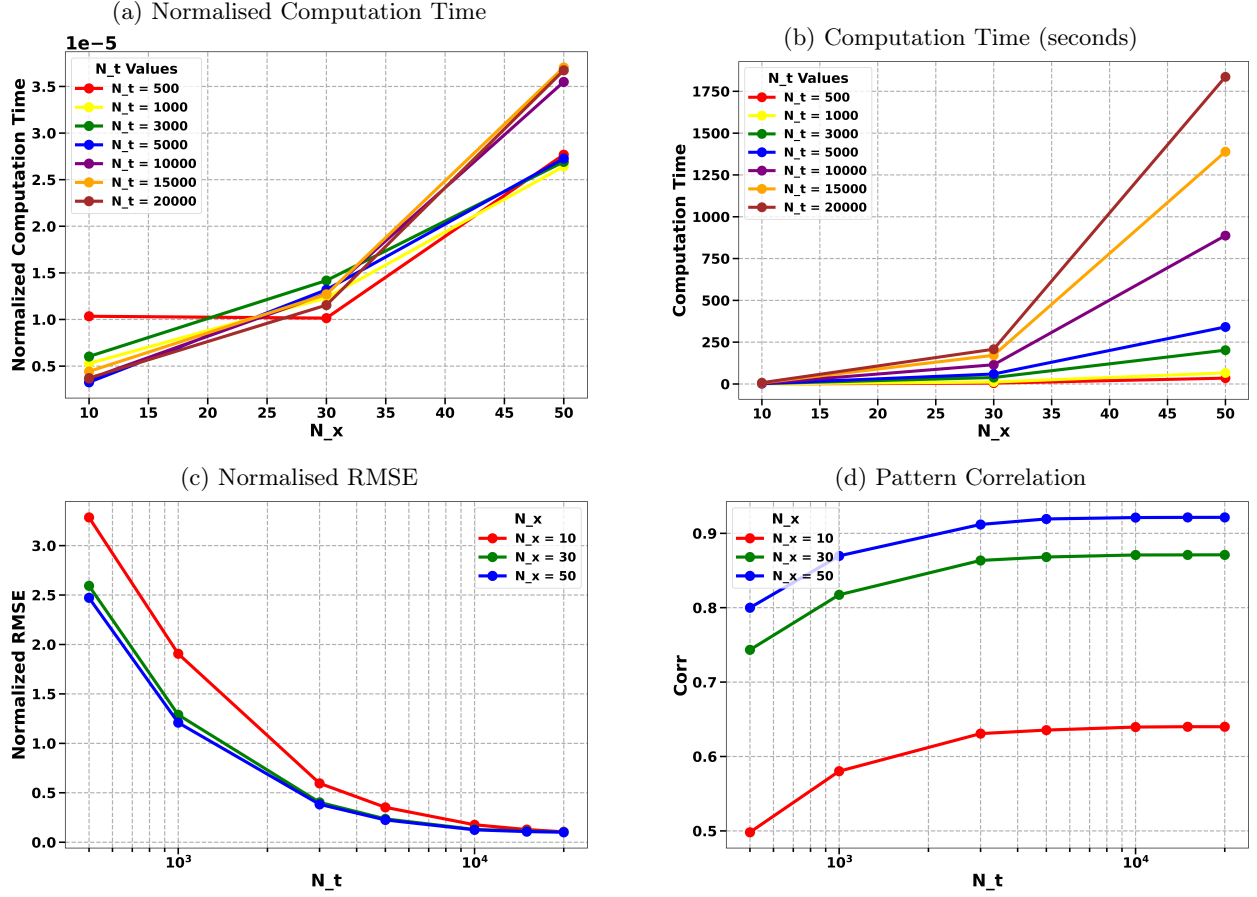 (a) Normalised Computation Time
1e−5
Normalized Computation Time
3.5
3.0
2.5
2.0
1.5
1.0
0.5
N_t Values
N_t = 500
N_t = 1000
N_t = 3000
N_t = 5000
N_t = 10000
N_t = 15000
N_t = 20000
10 15 20 25 30 35 40 45 50
N_x
(b) Computation Time (seconds)
Computation Time
1750
1500
1250
1000
750
500
250
0
N_t Values
N_t = 500
N_t = 1000
N_t = 3000
N_t = 5000
N_t = 10000
N_t = 15000
N_t = 20000
10 15 20 25 30 35 40 45 50
N_x
(c) Normalised RMSE
Normalized RMSE
3.0
2.5
2.0
1.5
1.0
0.5
0.0
N_x
N_x = 10
N_x = 30
N_x = 50
10³ 10⁴
N_t
(d) Pattern Correlation
Corr
0.9
0.8
0.7
0.6
0.5
N_x
N_x = 10
N_x = 30
N_x = 50
10³ 10⁴
N_t